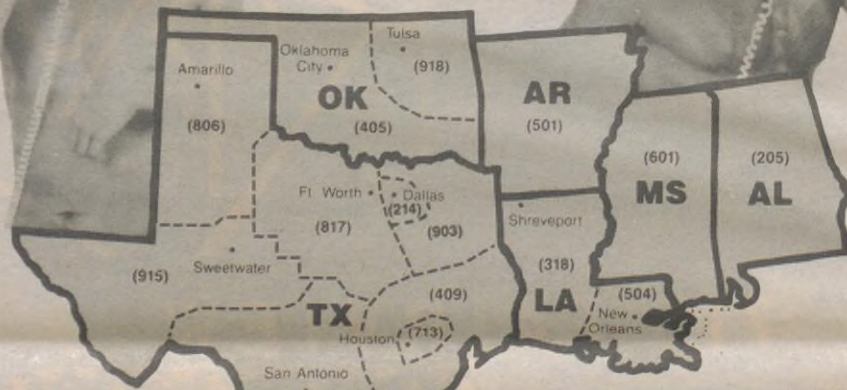 Tulsa
Oklahoma
City
(918)
Amarillo
OK
AR
(806)
(405)
(501)
(601)
(205)
MS
AL
Ft Worth
Dallas
(214)
Shreveport
(817)
(903)
(915)
Sweetwater
(318)
(409)
(504)
TX
LA
New
Orleans
Houston
(713)
San Antonio